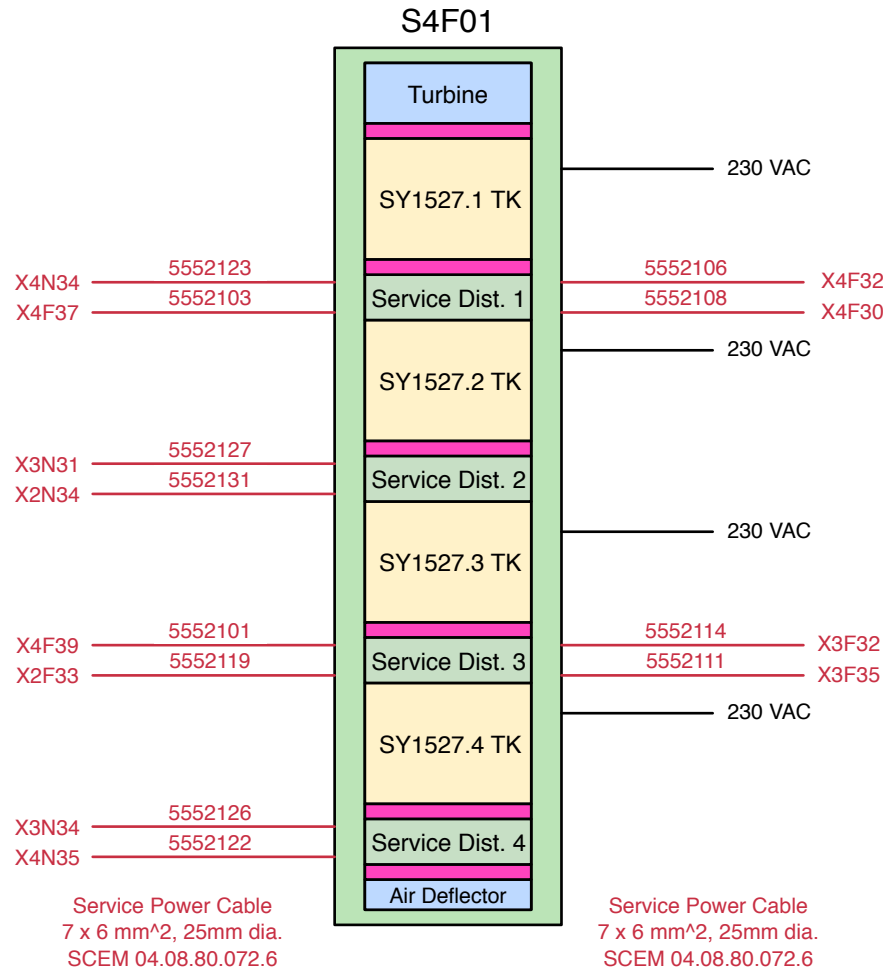 S4F01
Turbine
SY1527.1 TK
230 VAC
X4N34 5552123
5552106 X4F32
X4F37 5552103
Service Dist. 1
5552108 X4F30
SY1527.2 TK
230 VAC
X3N31 5552127
X2N34 5552131
Service Dist. 2
SY1527.3 TK
230 VAC
X4F39 5552101
5552114 X3F32
X2F33 5552119
Service Dist. 3
5552111 X3F35
SY1527.4 TK
230 VAC
X3N34 5552126
X4N35 5552122
Service Dist. 4
Air Deflector
Service Power Cable
7 x 6 mm^2, 25mm dia.
SCEM 04.08.80.072.6
Service Power Cable
7 x 6 mm^2, 25mm dia.
SCEM 04.08.80.072.6